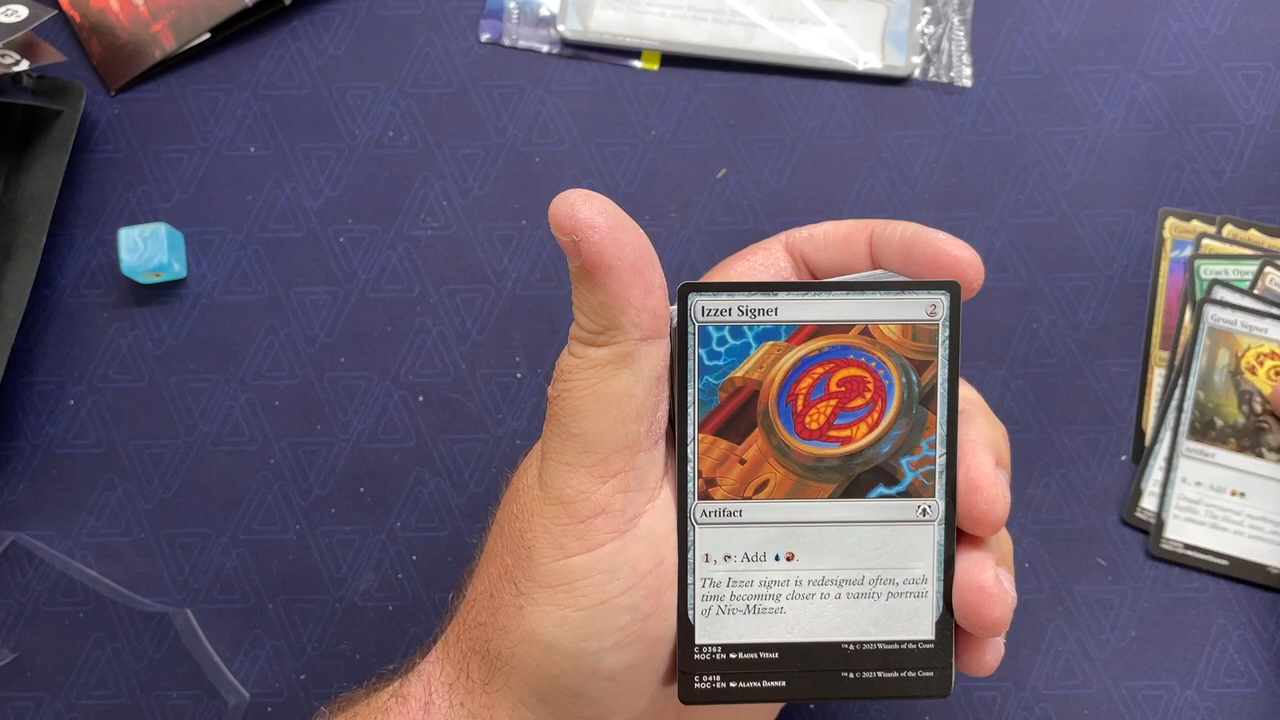 13+
Izzet Signet 2
Artifact
1, : Add .
The Izzet signet is redesigned often, each
time becoming closer to a vanity portrait
of Niv-Mizzet.
C 0362
MOC • EN RAOUL VITALE
™ & © 2023 Wizards of the Coast
C 0418
MOC • EN ALAYNA DANNER
™ & © 2023 Wizards of the Coast
Crack Open
Gruul Signet
Artifact
: Add